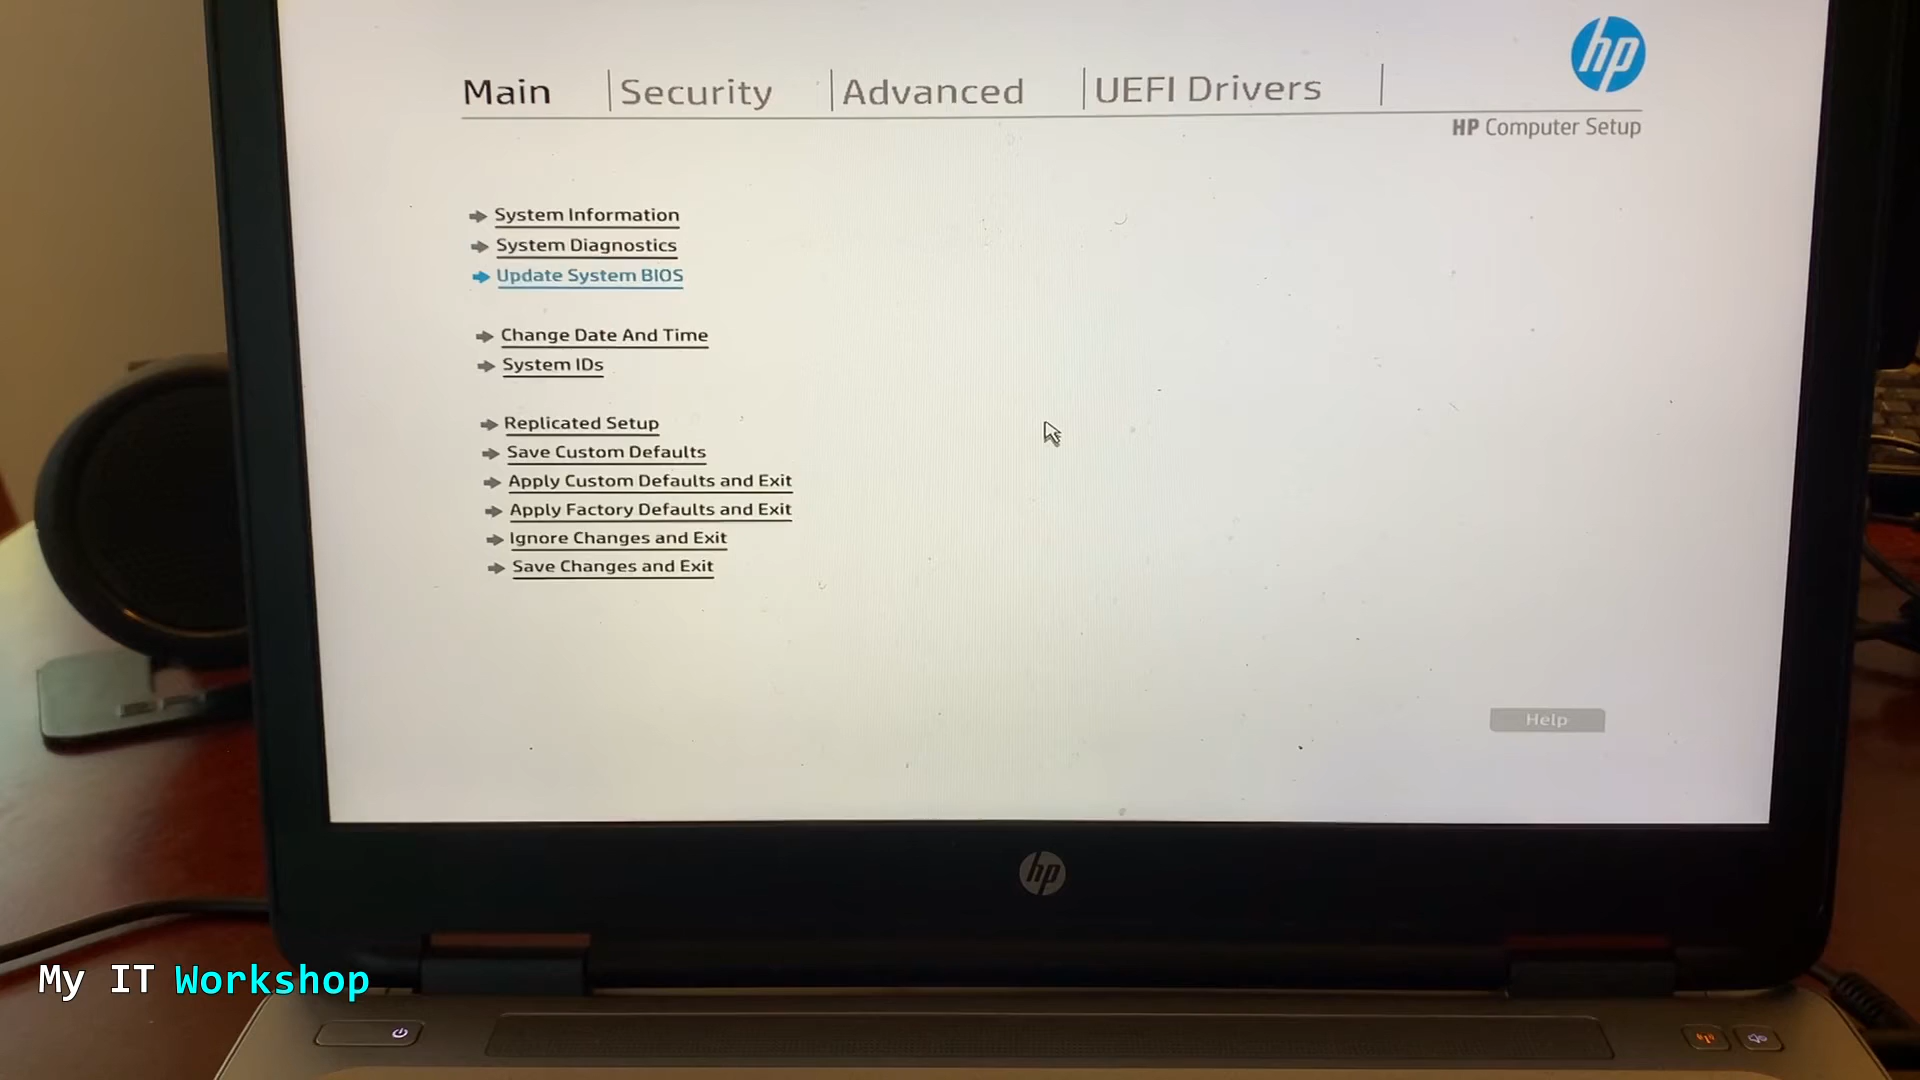 hp
Main Security Advanced UEFI Drivers
HP Computer Setup
System Information
System Diagnostics
Update System BIOS
Change Date And Time
System IDs
Replicated Setup
Save Custom Defaults
Apply Custom Defaults and Exit
Apply Factory Defaults and Exit
Ignore Changes and Exit
Save Changes and Exit
Help
hp
My IT Workshop